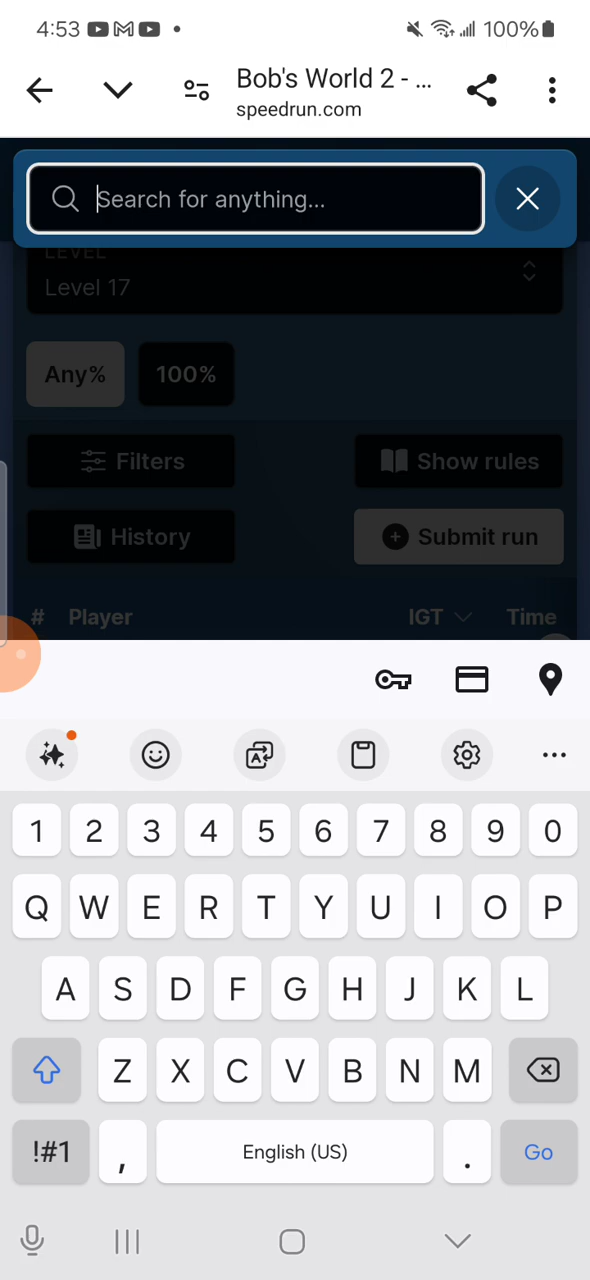 4:53
100%
Bob's World 2 - ...
speedrun.com
Search for anything...
LEVEL
Level 17
Any%
100%
Filters
Show rules
History
Submit run
# Player IGT Time
1 2 3 4 5 6 7 8 9 0
Q W E R T Y U I O P
A S D F G H J K L
Z X C V B N M
!#1 , English (US) . Go